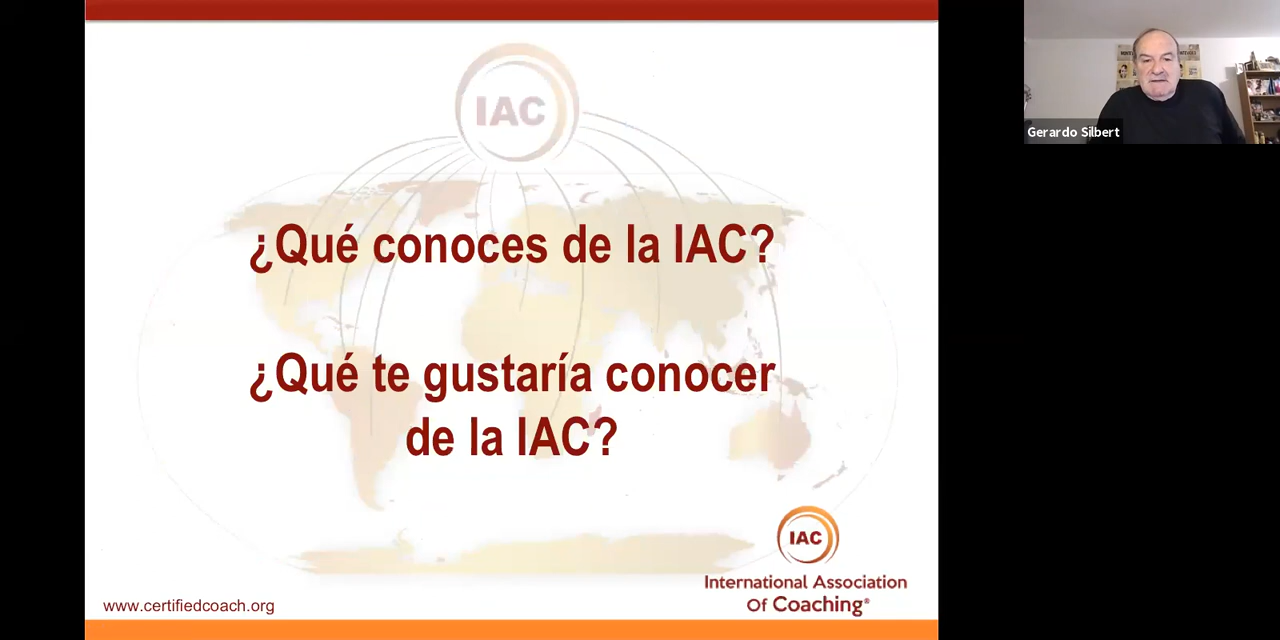 IAC
¿Qué conoces de la IAC?
¿Qué te gustaría conocer
de la IAC?
IAC
International Association
Of Coaching®
www.certifiedcoach.org
Gerardo Silbert